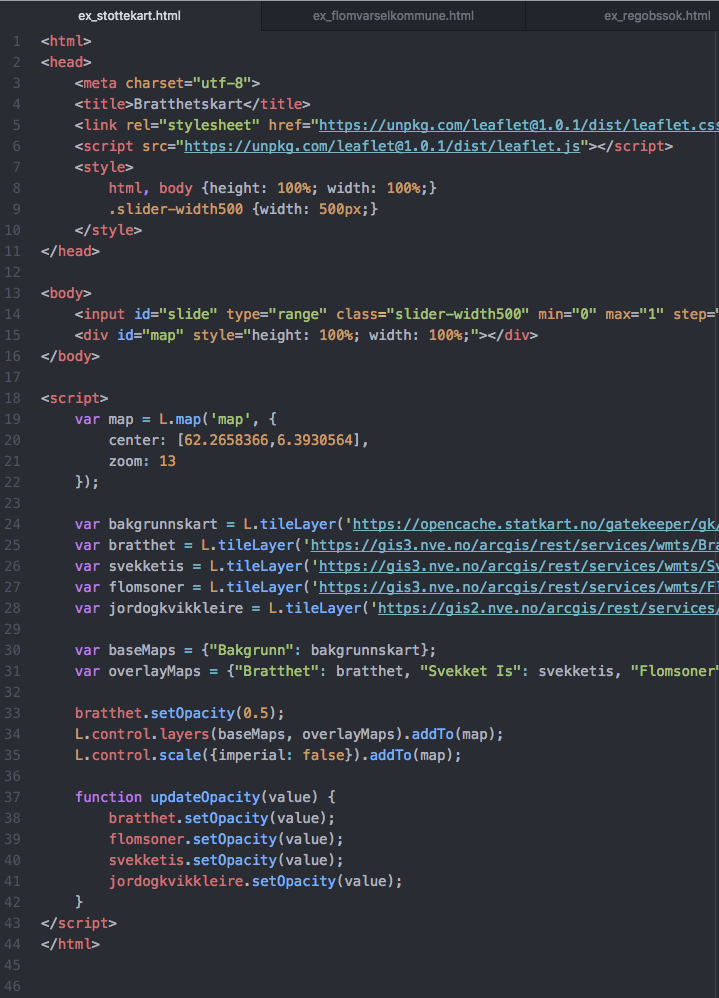 ex_stottekart.html
ex_flomvarselkommune.html
ex_regobssok.html
1 <html>
2 <head>
3     <meta charset="utf-8">
4     <title>Bratthetskart</title>
5     <link rel="stylesheet" href="https://unpkg.com/leaflet@1.0.1/dist/leaflet.css
6     <script src="https://unpkg.com/leaflet@1.0.1/dist/leaflet.js"></script>
7     <style>
8         html, body {height: 100%; width: 100%;}
9         .slider-width500 {width: 500px;}
10     </style>
11 </head>
12
13 <body>
14     <input id="slide" type="range" class="slider-width500" min="0" max="1" step="
15     <div id="map" style="height: 100%; width: 100%;"></div>
16 </body>
17
18 <script>
19     var map = L.map('map', {
20         center: [62.2658366,6.3930564],
21         zoom: 13
22     });
23
24     var bakgrunnskart = L.tileLayer('https://opencache.statkart.no/gatekeeper/gk/
25     var bratthet = L.tileLayer('https://gis3.nve.no/arcgis/rest/services/wmts/Bra
26     var svekketis = L.tileLayer('https://gis3.nve.no/arcgis/rest/services/wmts/Sv
27     var flomsoner = L.tileLayer('https://gis3.nve.no/arcgis/rest/services/wmts/Fl
28     var jordogkvikkleire = L.tileLayer('https://gis2.nve.no/arcgis/rest/services/
29
30     var baseMaps = {"Bakgrunn": bakgrunnskart};
31     var overlayMaps = {"Bratthet": bratthet, "Svekket Is": svekketis, "Flomsoner"
32
33     bratthet.setOpacity(0.5);
34     L.control.layers(baseMaps, overlayMaps).addTo(map);
35     L.control.scale({imperial: false}).addTo(map);
36
37     function updateOpacity(value) {
38         bratthet.setOpacity(value);
39         flomsoner.setOpacity(value);
40         svekketis.setOpacity(value);
41         jordogkvikkleire.setOpacity(value);
42     }
43 </script>
44 </html>
45
46